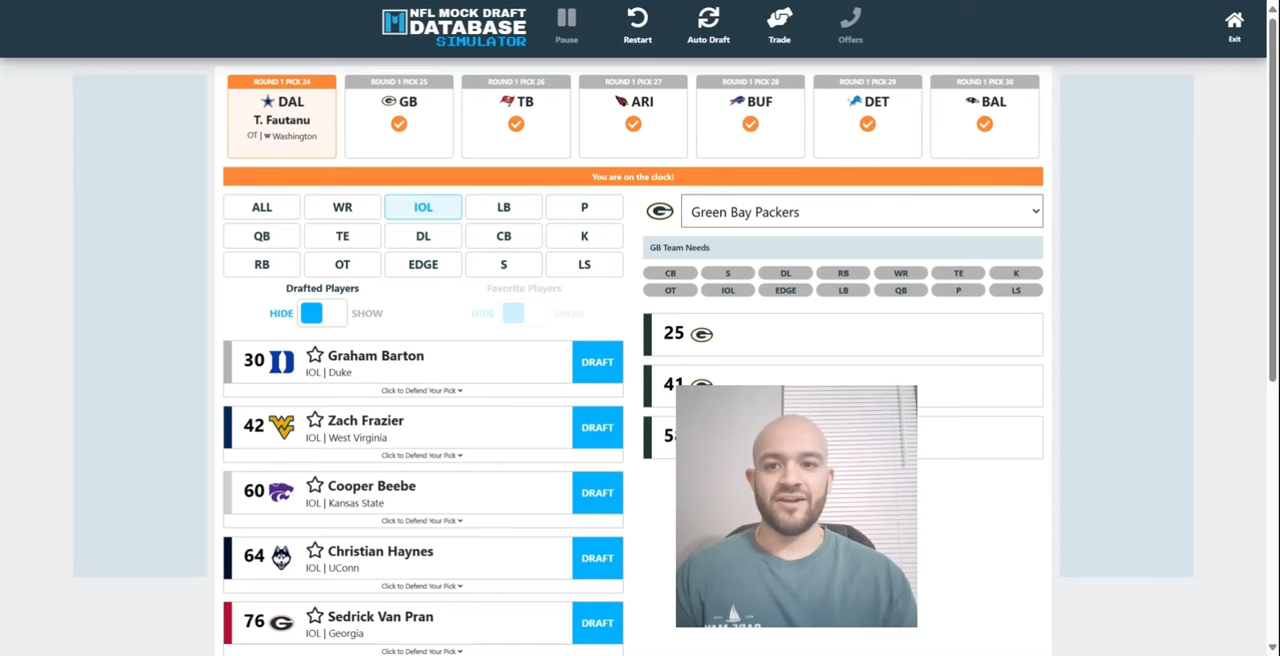 NFL MOCK DRAFT
DATABASE
SIMULATOR
Pause
Restart
Auto Draft
Trade
Offers
Exit
ROUND 1 PICK 24
DAL
T. Fautanu
OT | W Washington
ROUND 1 PICK 25
GB
ROUND 1 PICK 26
TB
ROUND 1 PICK 27
ARI
ROUND 1 PICK 28
BUF
ROUND 1 PICK 29
DET
ROUND 1 PICK 30
BAL
You are on the clock!
ALL WR IOL LB P
QB TE DL CB K
RB OT EDGE S LS
Drafted Players
HIDE SHOW
Favorite Players
HIDE SHOW
30 Graham Barton DRAFT
IOL | Duke
Click to Defend Your Pick
42 Zach Frazier DRAFT
IOL | West Virginia
Click to Defend Your Pick
60 Cooper Beebe DRAFT
IOL | Kansas State
Click to Defend Your Pick
64 Christian Haynes DRAFT
IOL | UConn
Click to Defend Your Pick
76 Sedrick Van Pran DRAFT
IOL | Georgia
Click to Defend Your Pick
Green Bay Packers
GB Team Needs
CB S DL RB WR TE K
OT IOL EDGE LB QB P LS
25
41